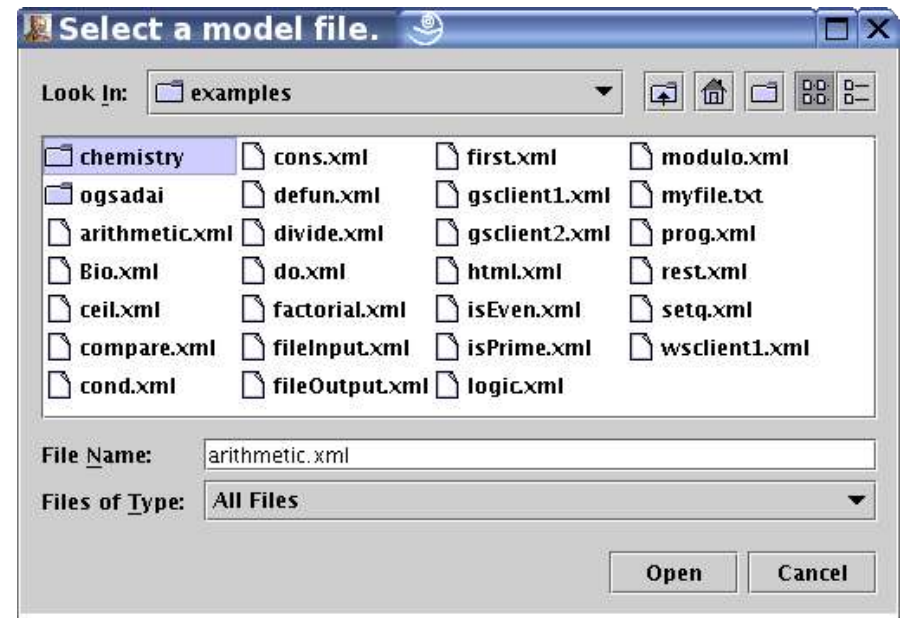 Select a model file.
Look In: examples
chemistry cons.xml first.xml modulo.xml
ogsadai defun.xml gsclient1.xml myfile.txt
arithmetic.xml divide.xml gsclient2.xml prog.xml
Bio.xml do.xml html.xml rest.xml
ceil.xml factorial.xml isEven.xml setq.xml
compare.xml fileInput.xml isPrime.xml wsclient1.xml
cond.xml fileOutput.xml logic.xml
File Name: arithmetic.xml
Files of Type: All Files
Open Cancel